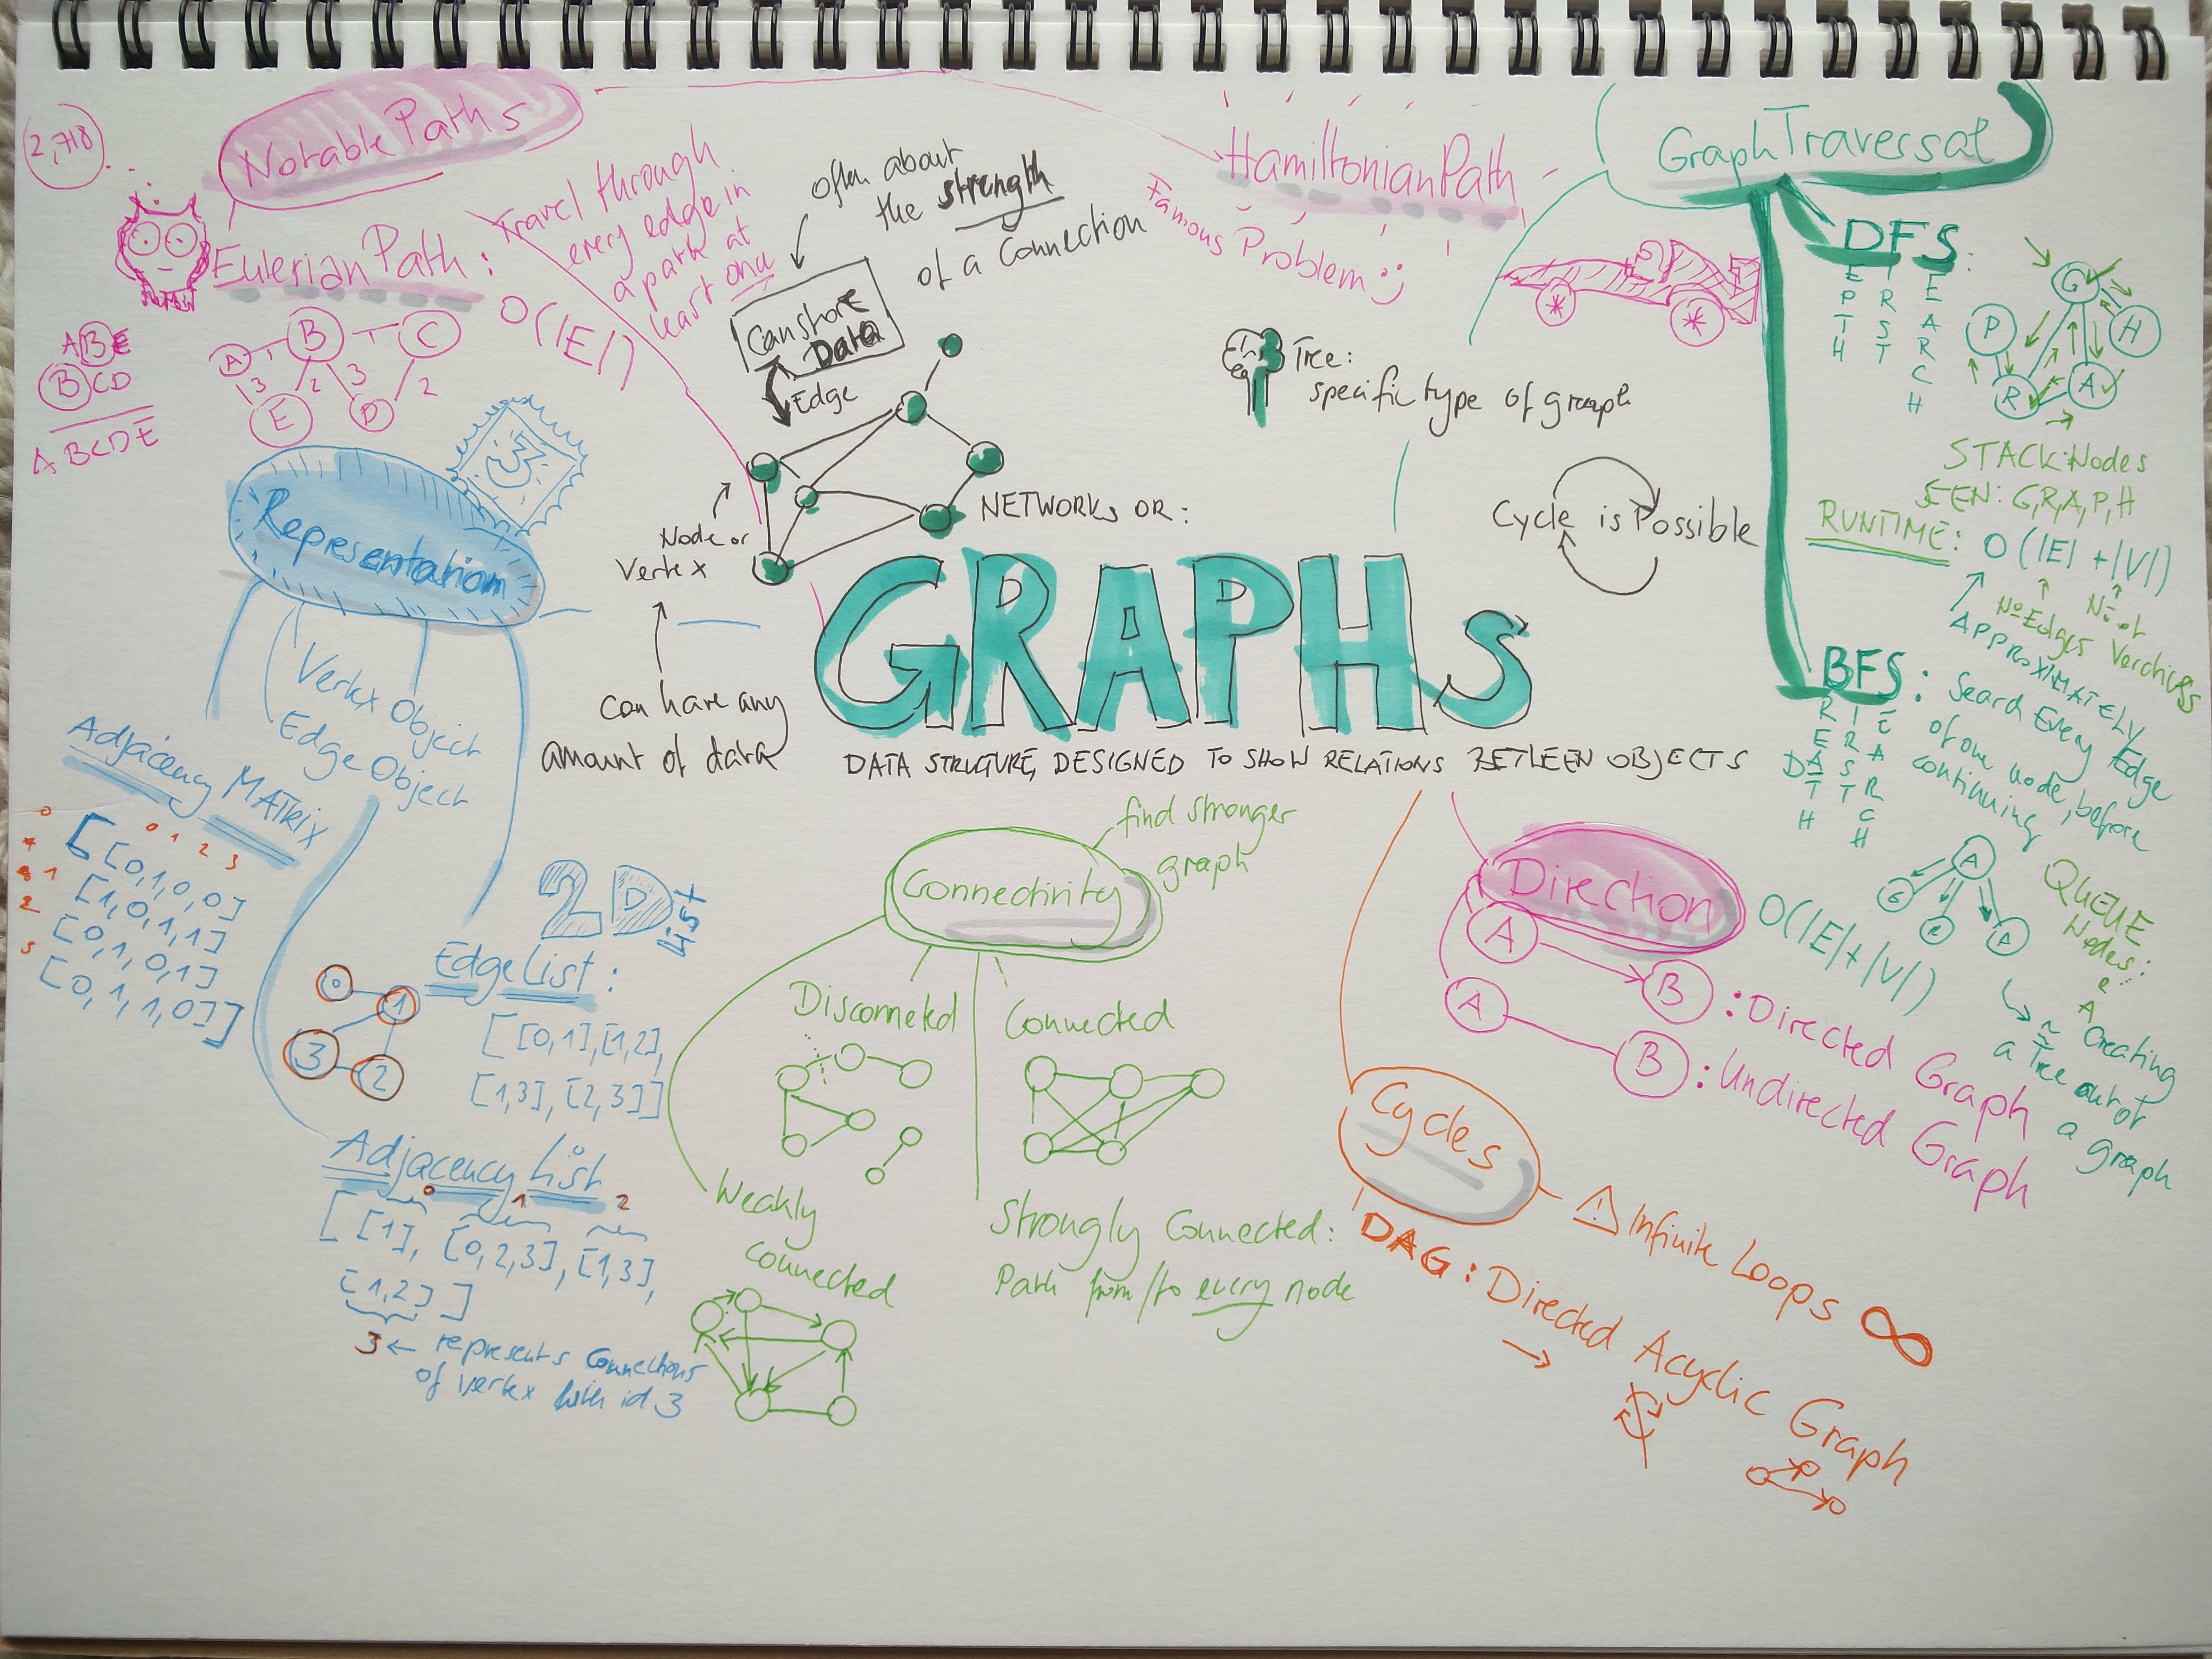 2,718
Notable Paths
Eulerian Path:
Travel through
every edge in
a path at
least once
O(|E|)
A 1 B 1 C
3 2 3 2
E D
ABE
BCD
ABCDE
often about
the strength
of a Connection
Can store
Data
Edge
Node or
Vertex
can have any
amount of data
NETWORKS OR:
GRAPHs
DATA STRUCTURE, DESIGNED TO SHOW RELATIONS BETWEEN OBJECTS
Hamiltonian Path
Famous Problem
Tree:
specific type of graph
Cycle is Possible
Graph Traversal
DFS:
DEPTH
FIRST
SEARCH
G
P
H
R
A
STACK: Nodes
SEEN: G,R,A,P,H
RUNTIME: O(|E| + |V|)
No Edges
No of
Verchices
APPROXIMATELY
BFS: Search Every Edge
of one node, before
continuing
BREADTH
FIRST
SEARCH
A
QUEUE
Nodes:
A
O(|E|+|V|)
≈ Creating
a Tree out of
a graph
Representation
3
Vertex Object
Edge Object
Adjacency MATRIX
0 1 2 3
0
1
2
3
[[0,1,0,0]
[1,0,1,1]
[0,1,0,1]
[0,1,1,0]]
2D
List
Edge List:
[[0,1],[1,2],
[1,3],[2,3]]
0
1
3
2
Adjacency List
0 1 2
[[1],[0,2,3],[1,3],
[1,2]]
3 ← represents Connections
of vertex with id 3
Connectivity
find stronger
graph
Disconneted
Connected
Weakly
connected
Strongly Connected:
Path from/to every node
Direction
A
B : Directed Graph
A
B : Undirected Graph
Cycles
! Infinite Loops ∞
DAG: Directed Acyclic Graph